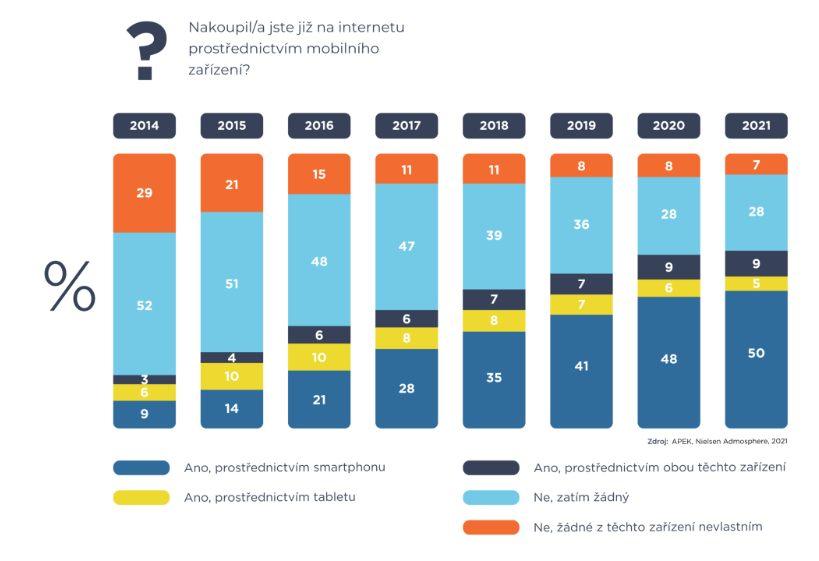 ?
Nakoupil/a jste již na internetu
prostřednictvím mobilního
zařízení?
2014 2015 2016 2017 2018 2019 2020 2021
29 21 15 11 11 8 8 7
52 51 48 47 39 36 28 28
3 4 6 6 7 7 9 9
6 10 10 8 8 7 6 5
9 14 21 28 35 41 48 50
%
Zdroj: APEK, Nielsen Admosphere, 2021
Ano, prostřednictvím smartphonu
Ano, prostřednictvím tabletu
Ano, prostřednictvím obou těchto zařízení
Ne, zatím žádný
Ne, žádné z těchto zařízení nevlastním